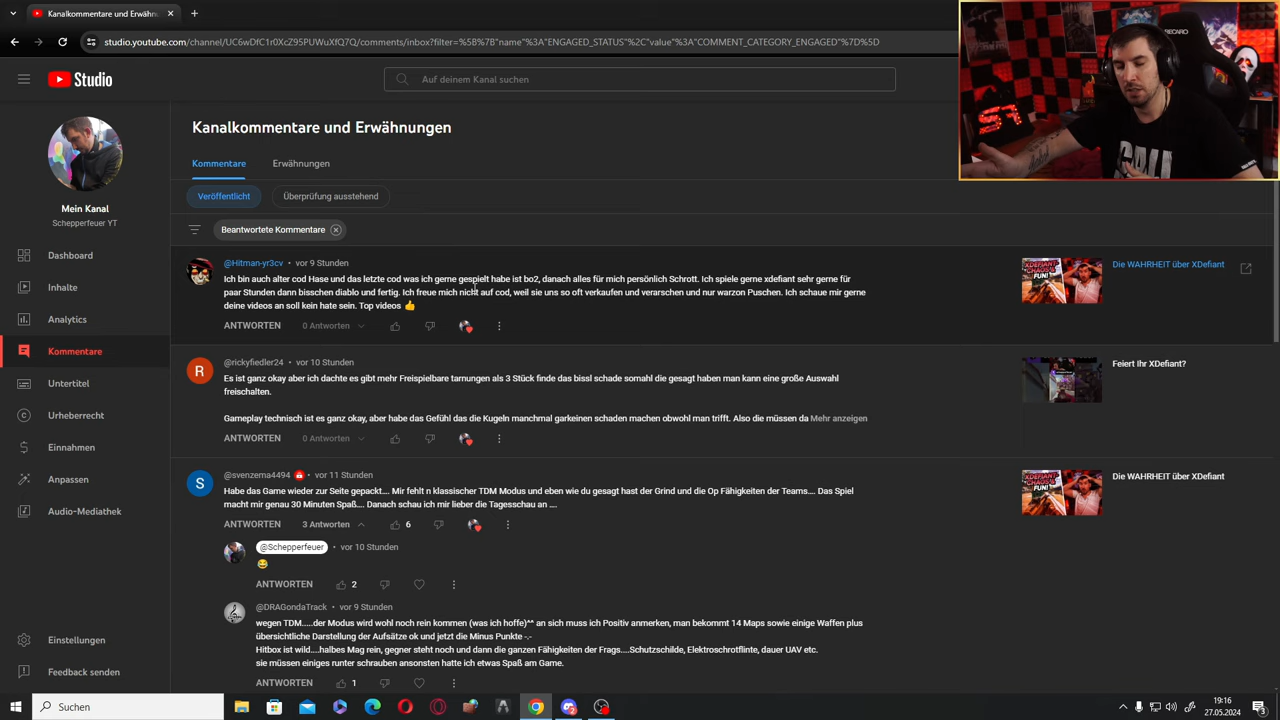 Kanalkommentare und Erwähnun
studio.youtube.com/channel/UC6wDfC1r0XcZ95PUWuXfQ7Q/comments/inbox?filter=%5B%7B"name"%3A"ENGAGED_STATUS"%2C"value"%3A"COMMENT_CATEGORY_ENGAGED"%7D%5D
Studio
Auf deinem Kanal suchen
RECARO
Mein Kanal
Schepperfeuer YT
Dashboard
Inhalte
Analytics
Kommentare
Untertitel
Urheberrecht
Einnahmen
Anpassen
Audio-Mediathek
Einstellungen
Feedback senden
Kanalkommentare und Erwähnungen
Kommentare
Erwähnungen
Veröffentlicht
Überprüfung ausstehend
Beantwortete Kommentare
@Hitman-yr3cv • vor 9 Stunden
Ich bin auch alter cod Hase und das letzte cod was ich gerne gespielt habe ist bo2, danach alles für mich persönlich Schrott. Ich spiele gerne xdefiant sehr gerne für
paar Stunden dann bisschen diablo und fertig. Ich freue mich nicht auf cod, weil sie uns so oft verkaufen und verarschen und nur warzon Puschen. Ich schaue mir gerne
deine videos an soll kein hate sein. Top videos 👍
ANTWORTEN 0 Antworten
XDEFIANT
CHAOS
FUN!
Die WAHRHEIT über XDefiant
R
@rickyfiedler24 • vor 10 Stunden
Es ist ganz okay aber ich dachte es gibt mehr Freispielbare tarnungen als 3 Stück finde das bissl schade somahl die gesagt haben man kann eine große Auswahl
freischalten.
Gameplay technisch ist es ganz okay, aber habe das Gefühl das die Kugeln manchmal garkeinen schaden machen obwohl man trifft. Also die müssen da Mehr anzeigen
ANTWORTEN 0 Antworten
Feiert Ihr XDefiant?
S
@svenzema4494 • vor 11 Stunden
Habe das Game wieder zur Seite gepackt.... Mir fehlt n klassischer TDM Modus und eben wie du gesagt hast der Grind und die Op Fähigkeiten der Teams.... Das Spiel
macht mir genau 30 Minuten Spaß.... Danach schau ich mir lieber die Tagesschau an ....
ANTWORTEN 3 Antworten 6
XDEFIANT
CHAOS
FUN!
Die WAHRHEIT über XDefiant
@Schepperfeuer • vor 10 Stunden
😂
ANTWORTEN 2
@DRAGondaTrack • vor 9 Stunden
wegen TDM.....der Modus wird wohl noch rein kommen (was ich hoffe)^^ an sich muss ich Positiv anmerken, man bekommt 14 Maps sowie einige Waffen plus
übersichtliche Darstellung der Aufsätze ok und jetzt die Minus Punkte -.-
Hitbox ist wild....halbes Mag rein, gegner steht noch und dann die ganzen Fähigkeiten der Frags....Schutzschilde, Elektroschrotflinte, dauer UAV etc.
sie müssen einiges runter schrauben ansonsten hatte ich etwas Spaß am Game.
ANTWORTEN 1
Suchen
19:16
27.05.2024
3